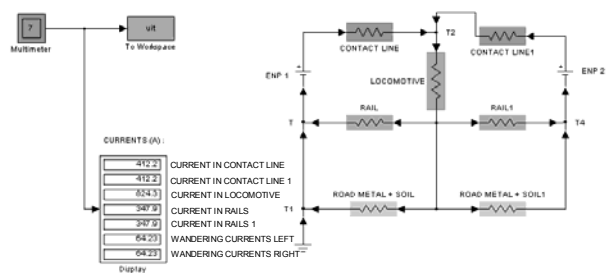 7
Multimeter
uit
To Workspace
CONTACT LINE
T2
CONTACT LINE1
ENP 1
LOCOMOTIVE
ENP 2
RAIL
RAIL1
T
T4
CURRENTS (A) :
412.2 CURRENT IN CONTACT LINE
412.2 CURRENT IN CONTACT LINE 1
824.3 CURRENT IN LOCOMOTIVE
347.9 CURRENT IN RAILS
347.9 CURRENT IN RAILS 1
64.23 WANDERING CURRENTS LEFT
64.23 WANDERING CURRENTS RIGHT
Display
ROAD METAL + SOIL
ROAD METAL + SOIL1
T1